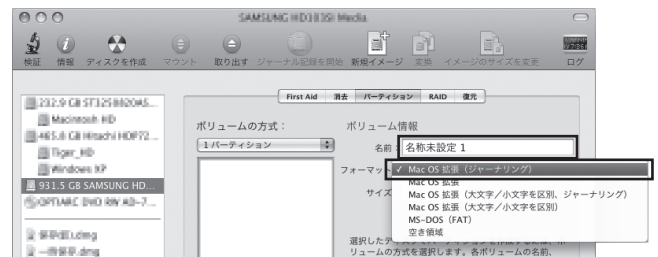 SAMSUNG HD103SI Media
検証 情報 ディスクを作成 マウント 取り出す ジャーナル記録を開始 新規イメージ 変換 イメージのサイズを変更 ログ
232.9 GB ST3250820AS...
Macintosh HD
465.8 GB Hitachi HDP72...
Tiger_HD
Windows XP
931.5 GB SAMSUNG HD...
OPTIARC DVD RW AD-7...
First Aid 消去 パーティション RAID 復元
ボリュームの方式：
1 パーティション
ボリューム情報
名前： 名称未設定 1
フォーマット
✓ Mac OS 拡張（ジャーナリング）
Mac OS 拡張
Mac OS 拡張（大文字／小文字を区別、ジャーナリング）
Mac OS 拡張（大文字／小文字を区別）
MS-DOS（FAT）
空き領域
サイズ
リュームの方式を選択します。各ボリュームの名前、